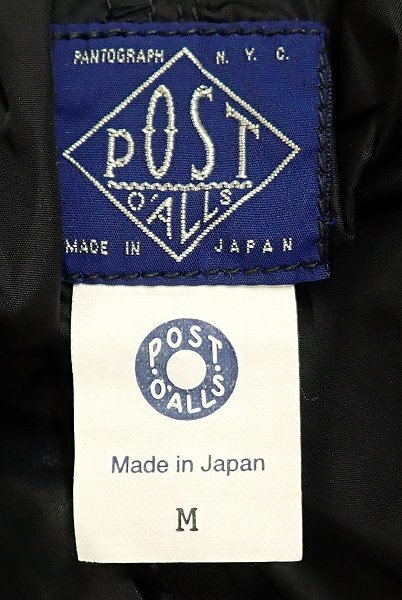 PANTOGRAPH N. Y. C.
POST
O'ALLS
MADE IN JAPAN
POST
O'ALLS
Made in Japan
M